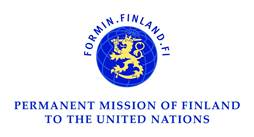 FORMIN.FINLAND.FI
PERMANENT MISSION OF FINLAND
TO THE UNITED NATIONS